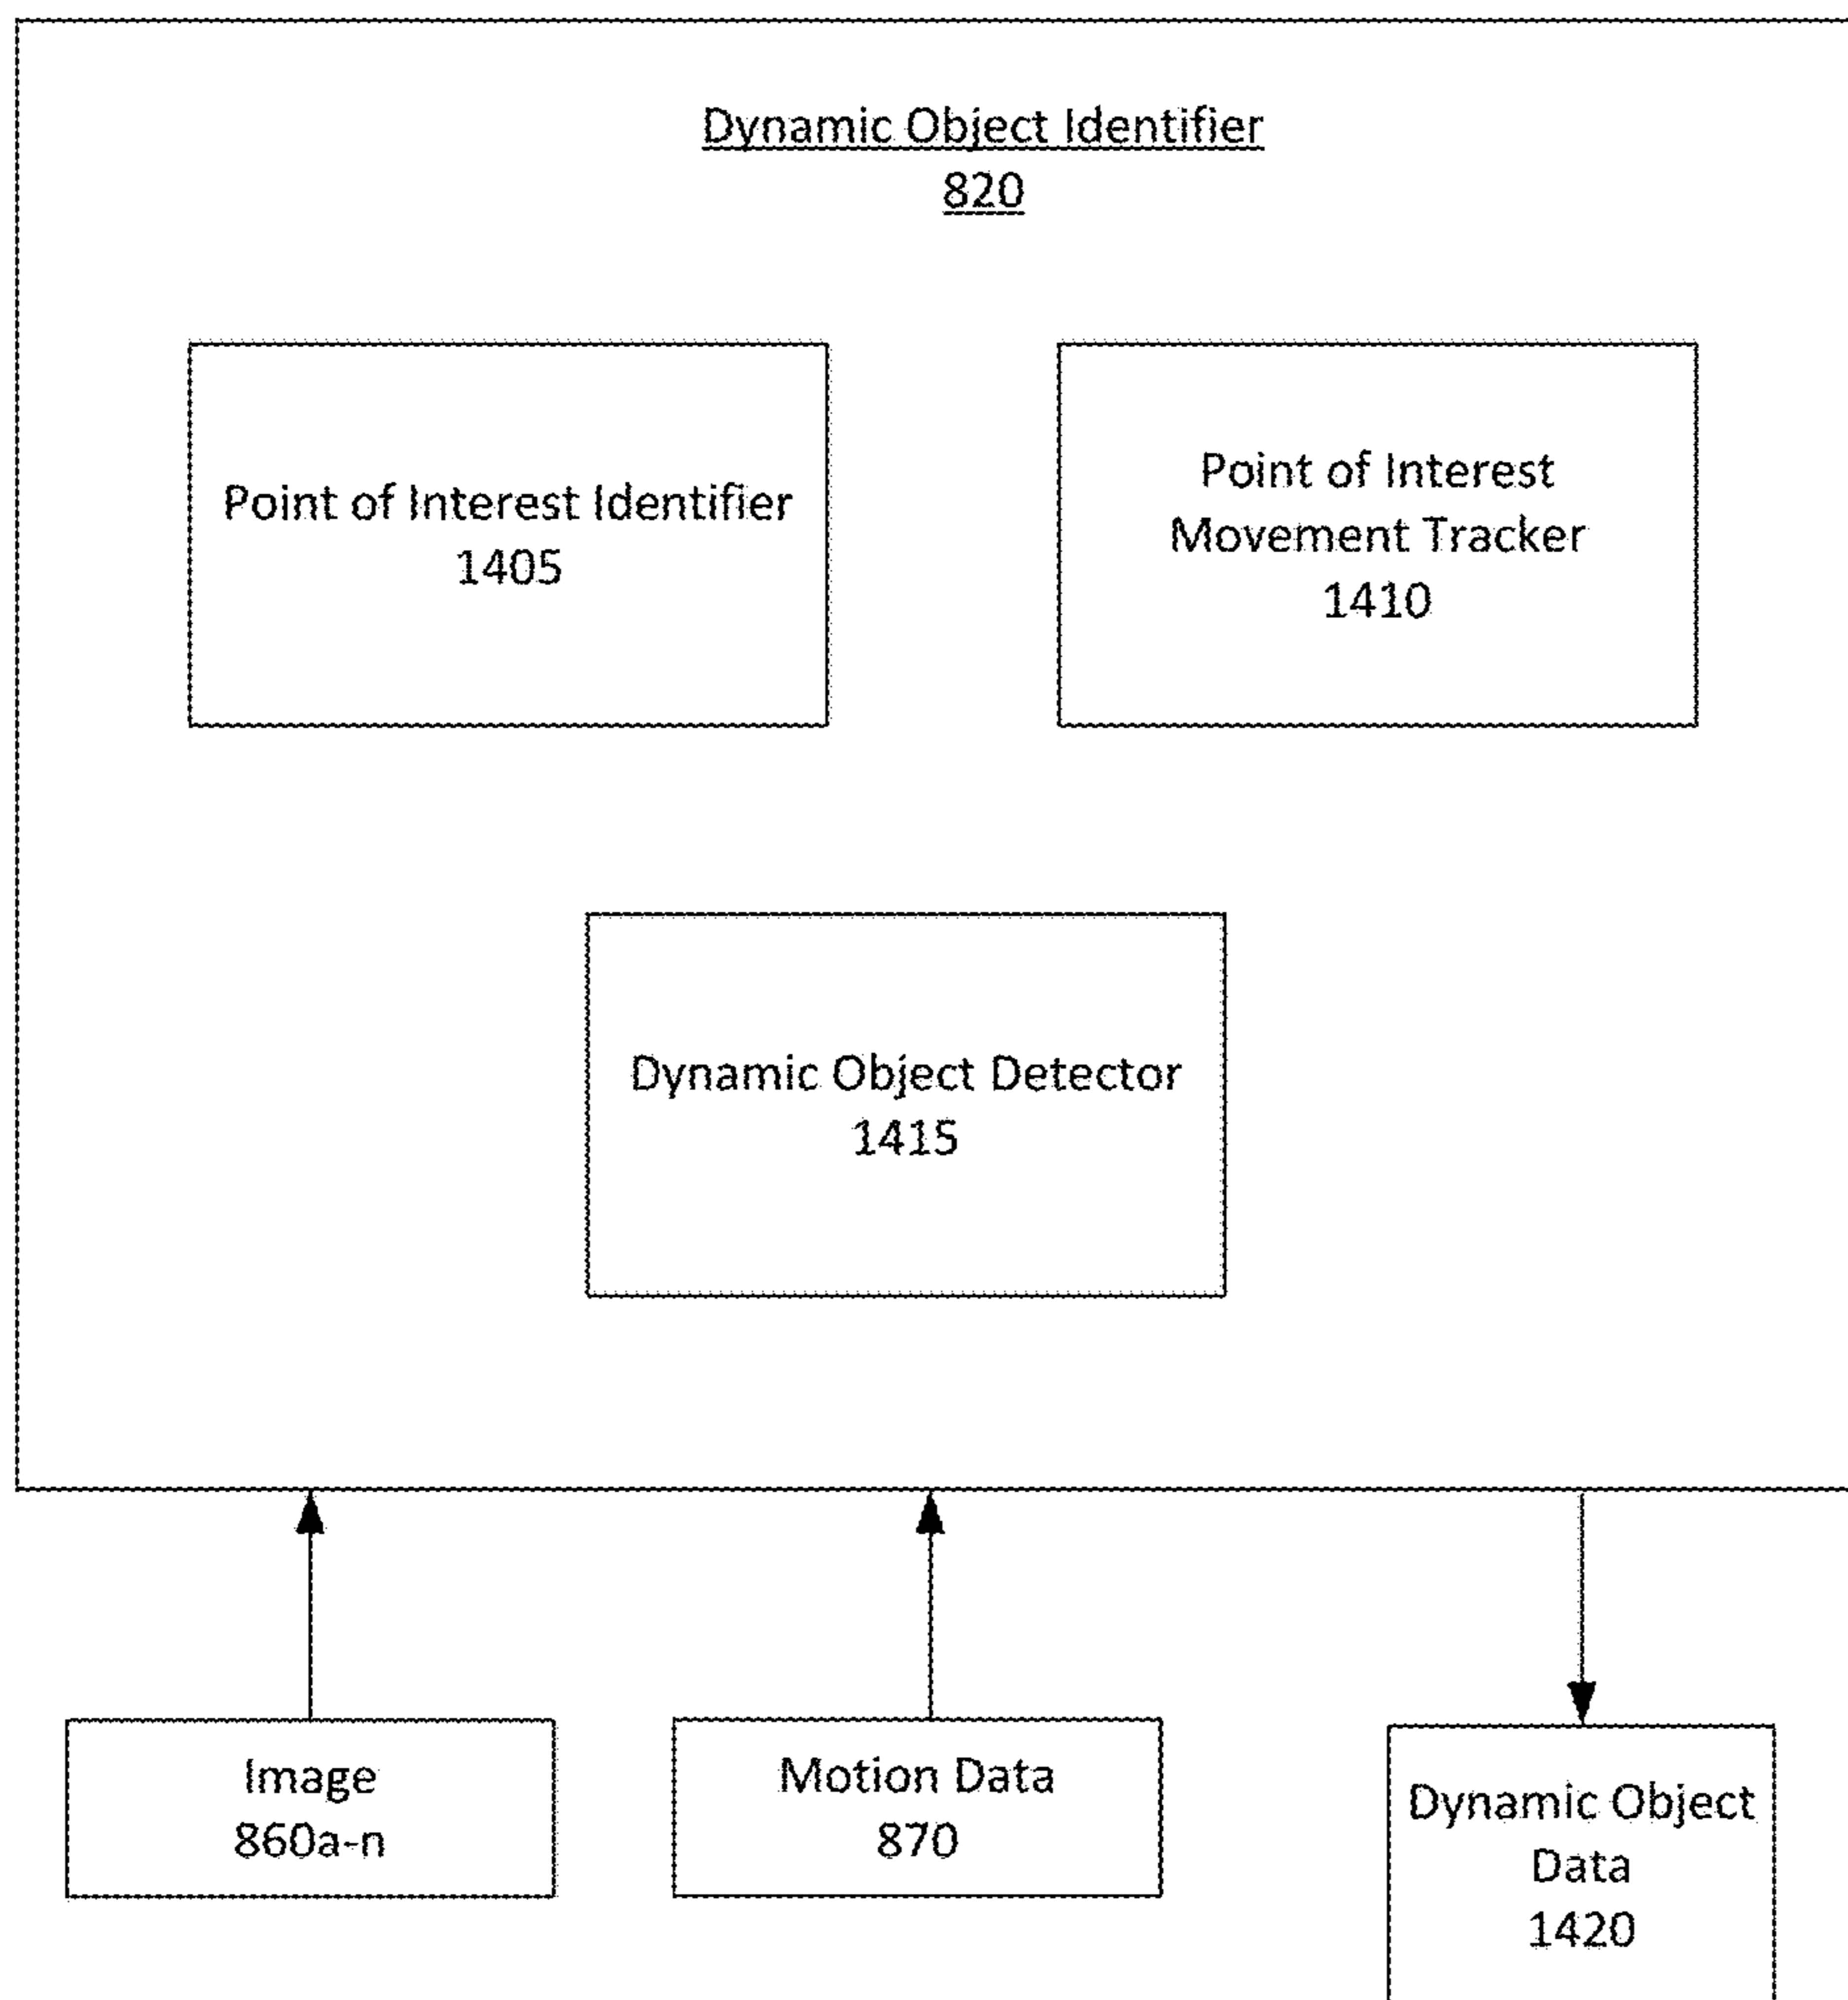 Dynamic Object Identifier
820
Point of Interest Identifier
1405
Point of Interest
Movement Tracker
1410
Dynamic Object Detector
1415
Image
860a-n
Motion Data
870
Dynamic Object
Data
1420